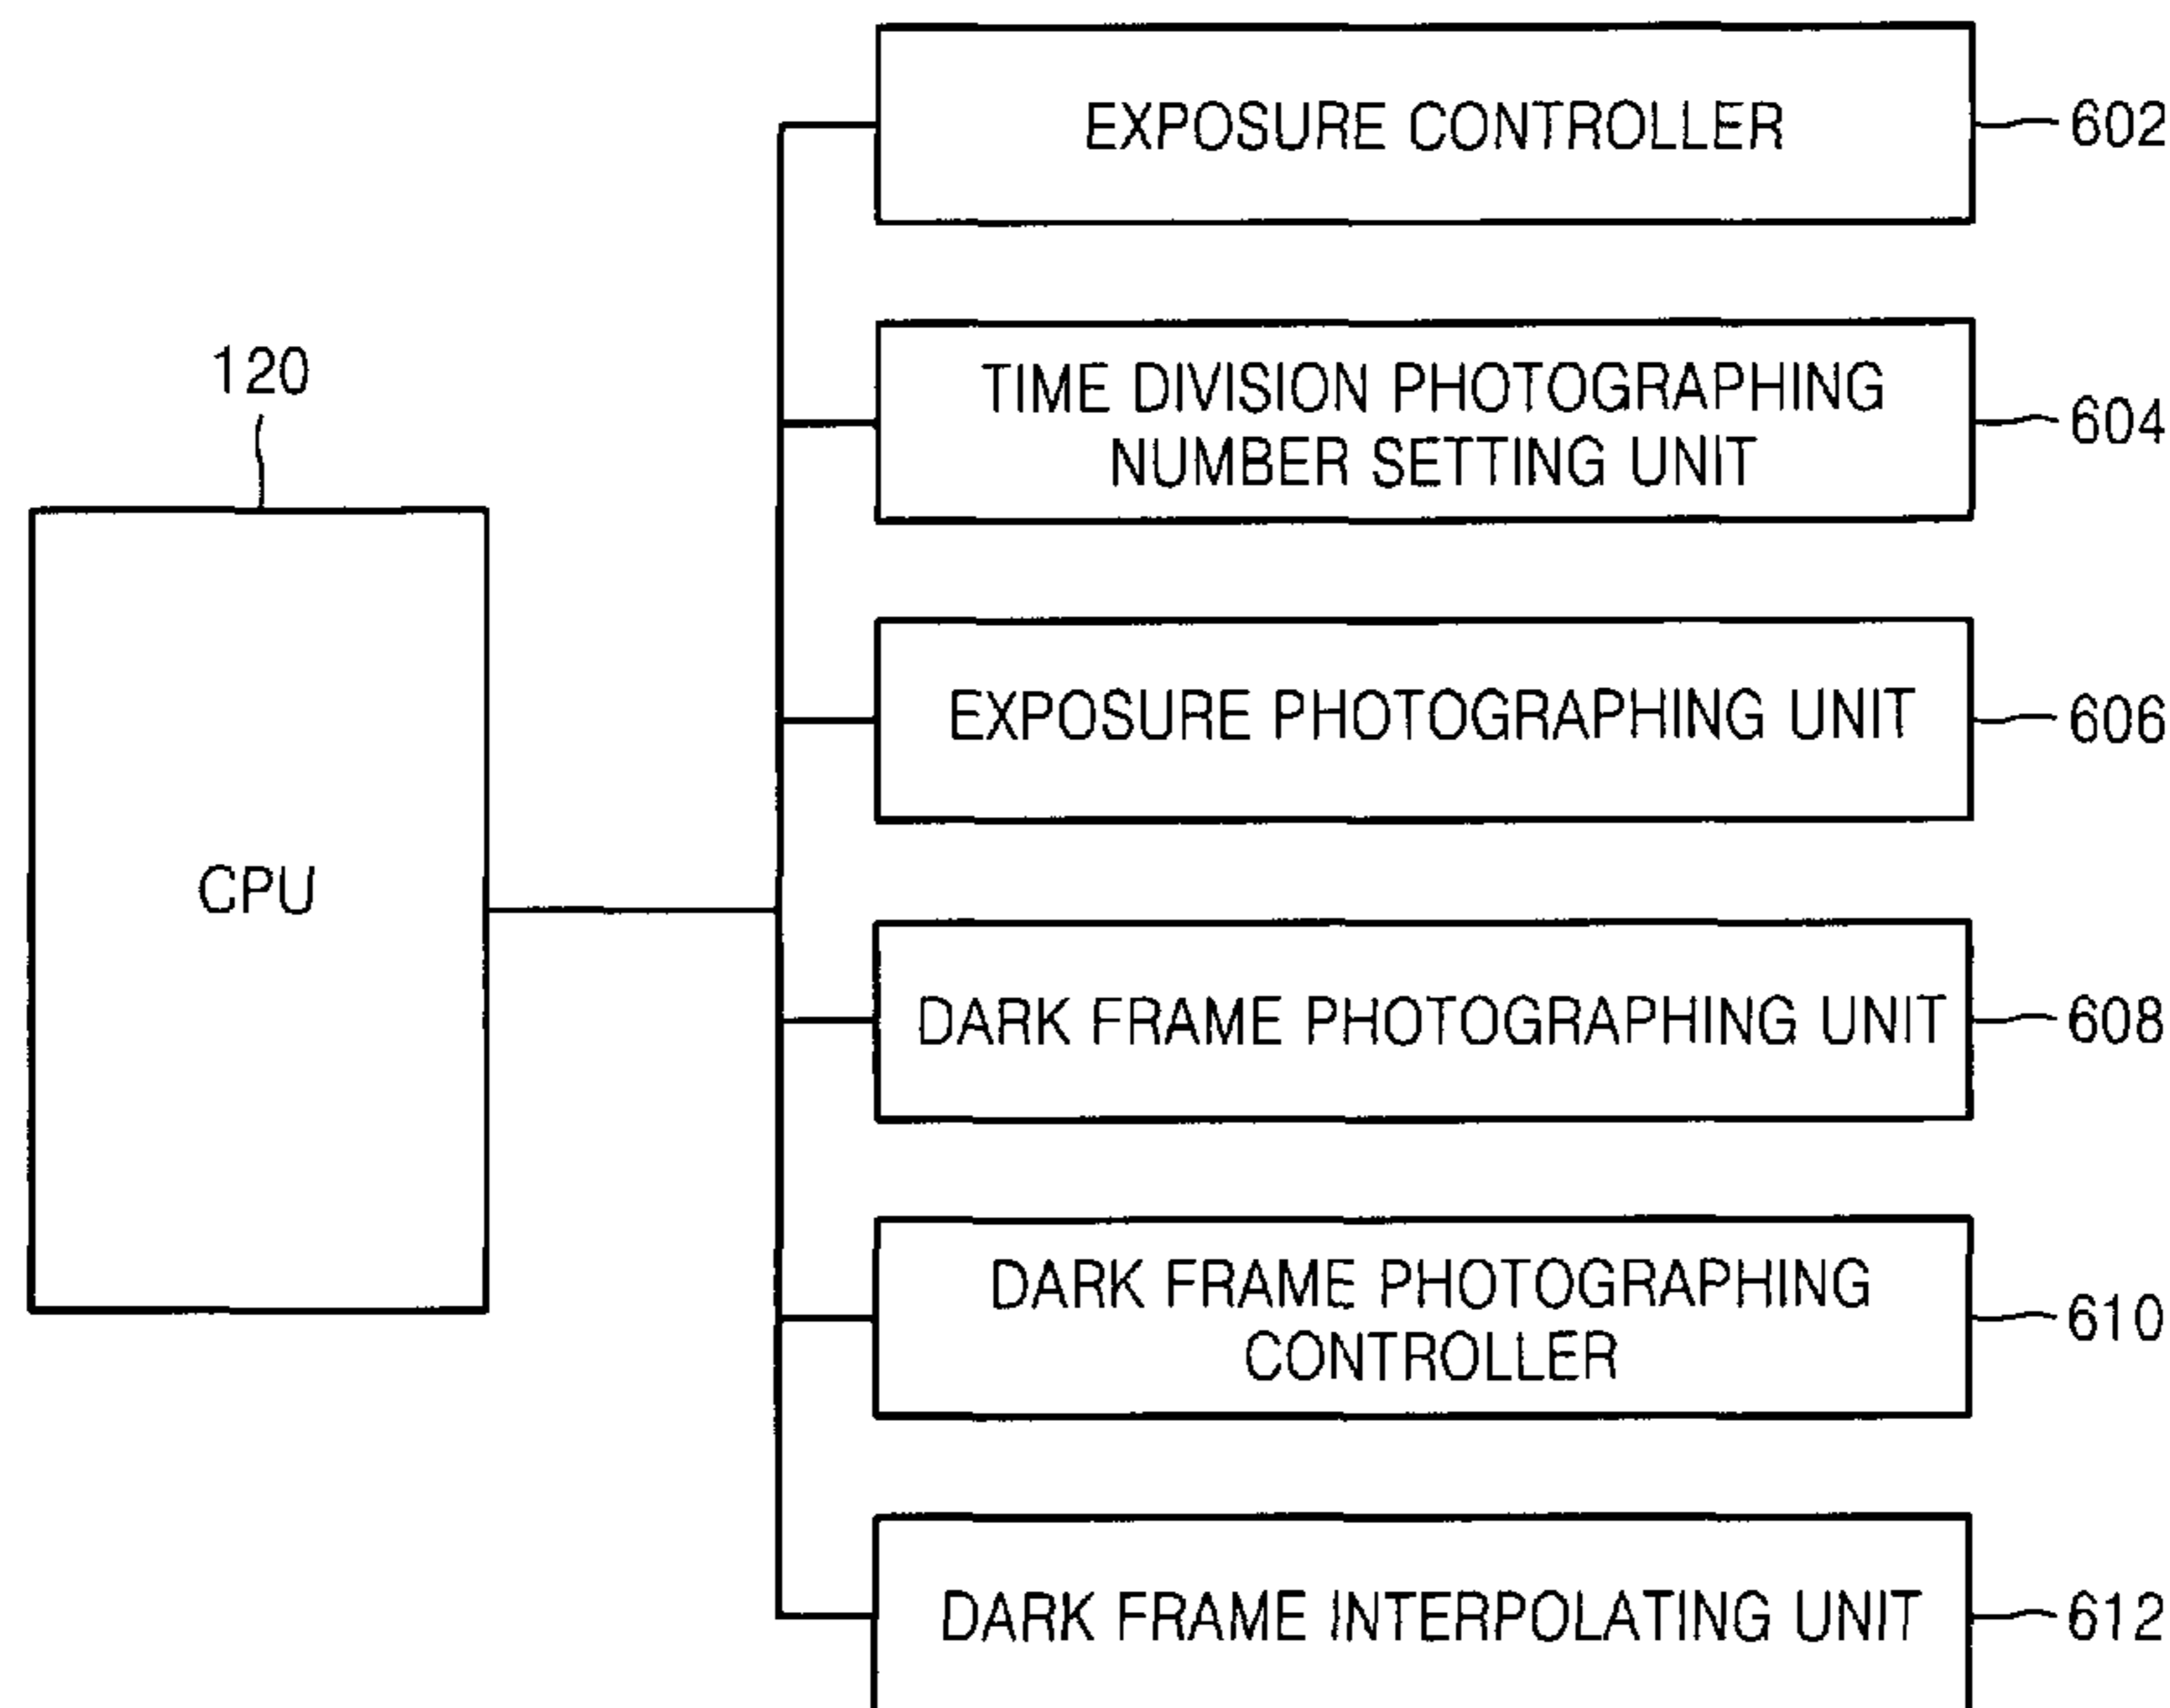 EXPOSURE CONTROLLER
602
TIME DIVISION PHOTOGRAPHING
NUMBER SETTING UNIT
604
120
EXPOSURE PHOTOGRAPHING UNIT
606
CPU
DARK FRAME PHOTOGRAPHING UNIT
608
DARK FRAME PHOTOGRAPHING
CONTROLLER
610
DARK FRAME INTERPOLATING UNIT
612